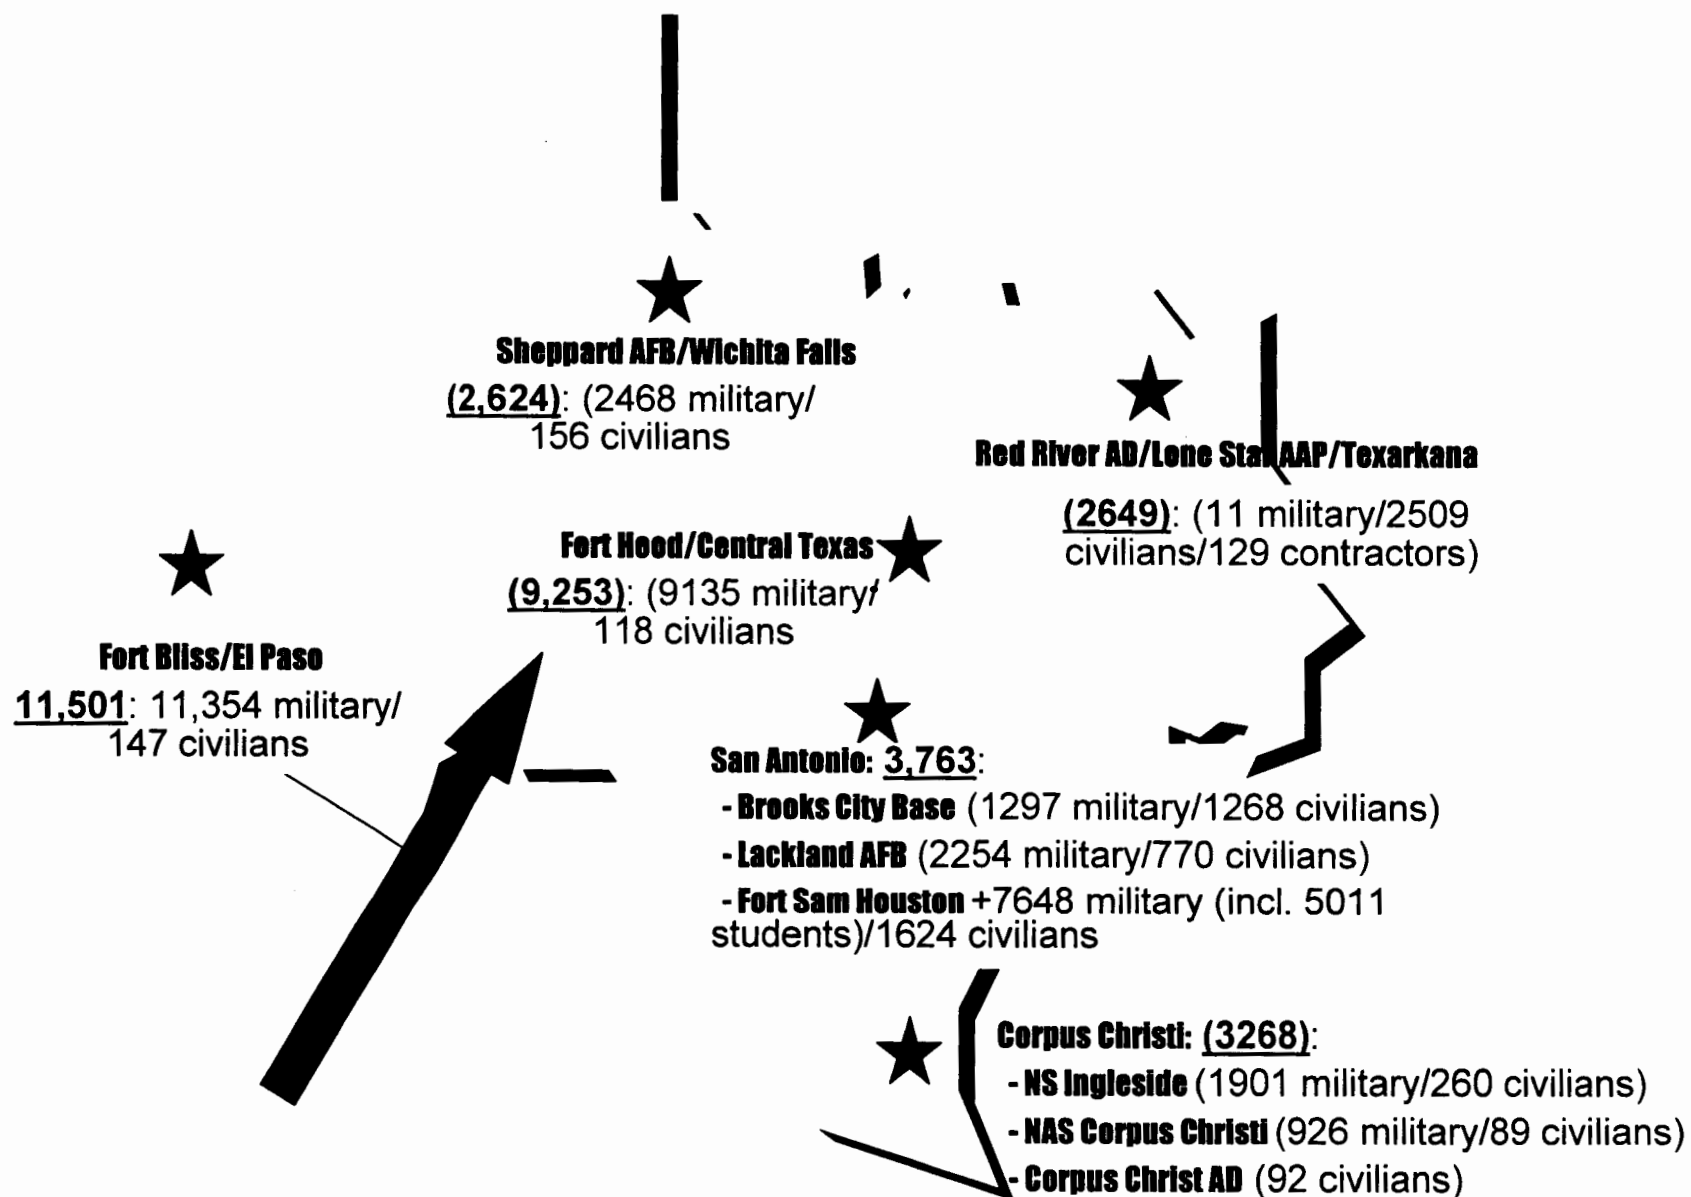 Sheppard AFB/Wichita Falls
(2,624): (2468 military/
156 civilians
Red River AD/Lone Star AAP/Texarkana
(2649): (11 military/2509
civilians/129 contractors)
Fort Hood/Central Texas
(9,253): (9135 military/
118 civilians
Fort Bliss/El Paso
11,501: 11,354 military/
147 civilians
San Antonio: 3,763:
- Brooks City Base (1297 military/1268 civilians)
- Lackland AFB (2254 military/770 civilians)
- Fort Sam Houston +7648 military (incl. 5011
students)/1624 civilians
Corpus Christi: (3268):
- NS Ingleside (1901 military/260 civilians)
- NAS Corpus Christi (926 military/89 civilians)
- Corpus Christ AD (92 civilians)